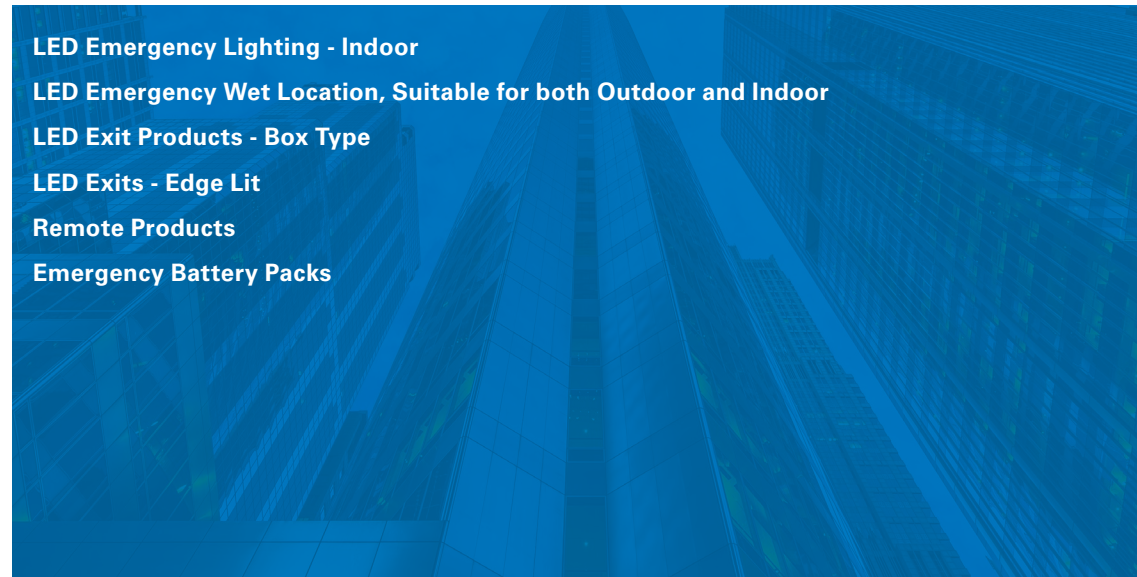 LED Emergency Lighting - Indoor
LED Emergency Wet Location, Suitable for both Outdoor and Indoor
LED Exit Products - Box Type
LED Exits - Edge Lit
Remote Products
Emergency Battery Packs